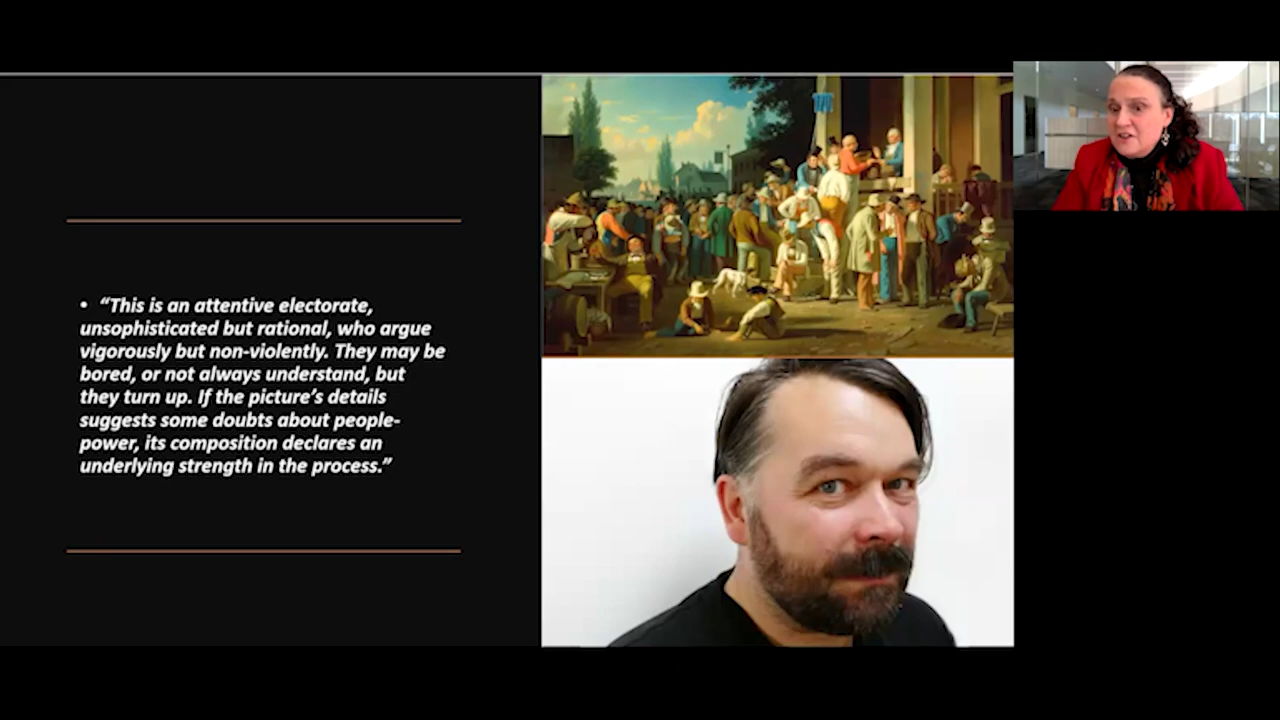 • “This is an attentive electorate,
unsophisticated but rational, who argue
vigorously but non-violently. They may be
bored, or not always understand, but
they turn up. If the picture’s details
suggests some doubts about people-
power, its composition declares an
underlying strength in the process.”